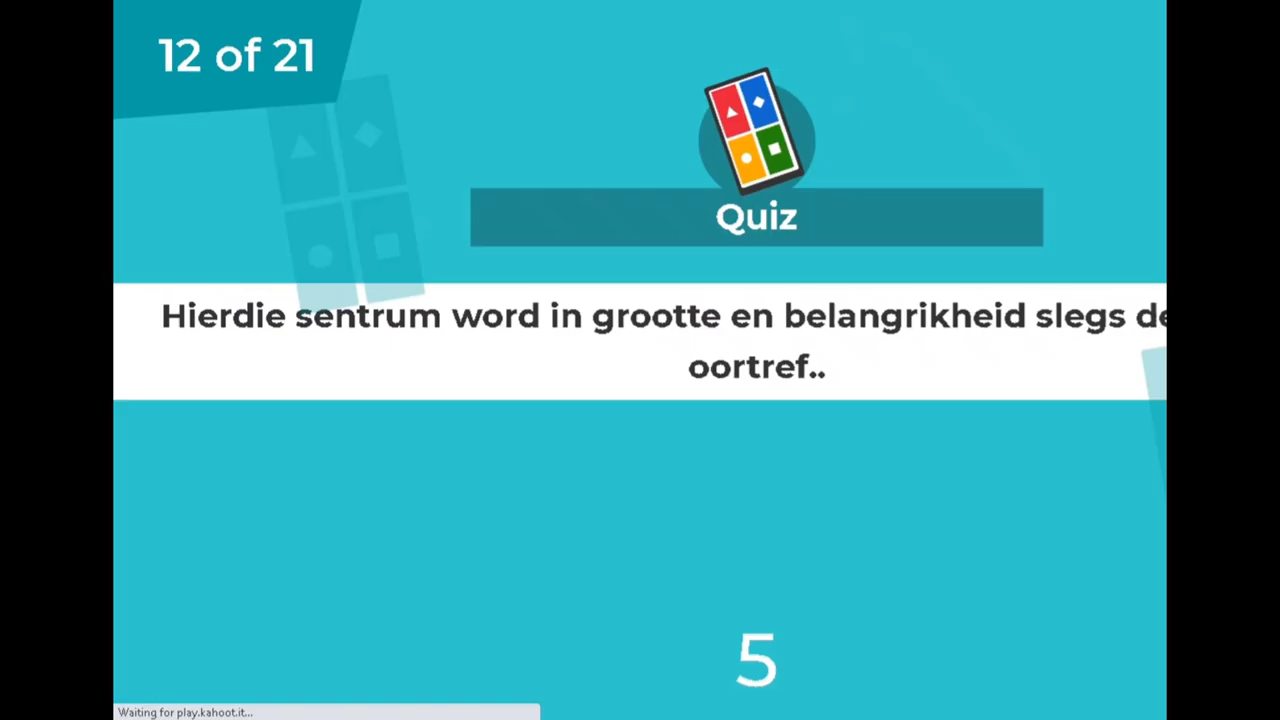 12 of 21
Quiz
Hierdie sentrum word in grootte en belangrikheid slegs
oortref..
5
Waiting for play.kahoot.it...